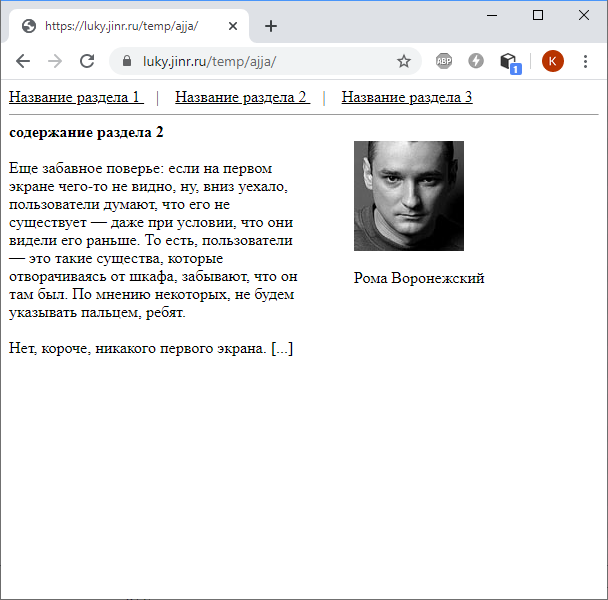 https://luky.jinr.ru/temp/ajja/
luky.jinr.ru/temp/ajja/
ABP
1
K
Название раздела 1 | Название раздела 2 | Название раздела 3
содержание раздела 2
Еще забавное поверье: если на первом
экране чего-то не видно, ну, вниз уехало,
пользователи думают, что его не
существует — даже при условии, что они
видели его раньше. То есть, пользователи
— это такие существа, которые
отворачиваясь от шкафа, забывают, что он
там был. По мнению некоторых, не будем
указывать пальцем, ребят.
Нет, короче, никакого первого экрана. [...]
Рома Воронежский